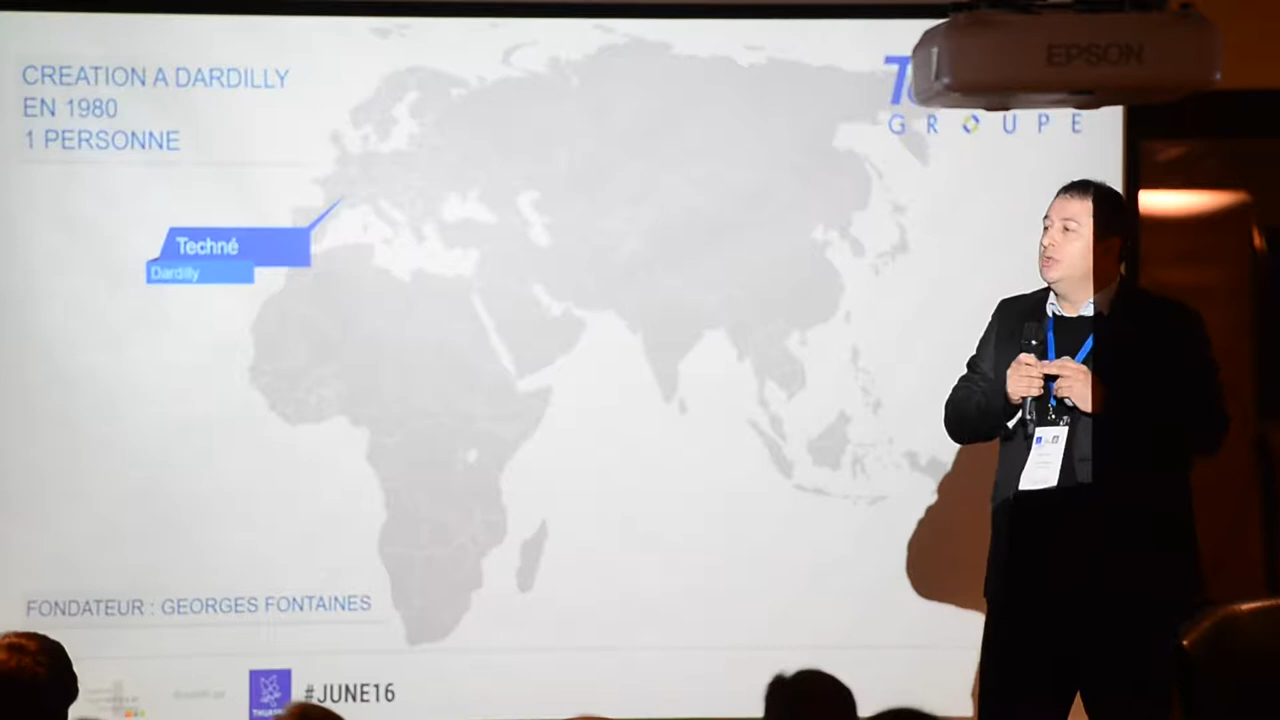 CREATION A DARDILLY
EN 1980
1 PERSONNE
EPSON
GROUPE
Techné
Dardilly
FONDATEUR : GEORGES FONTAINES
#JUNE16